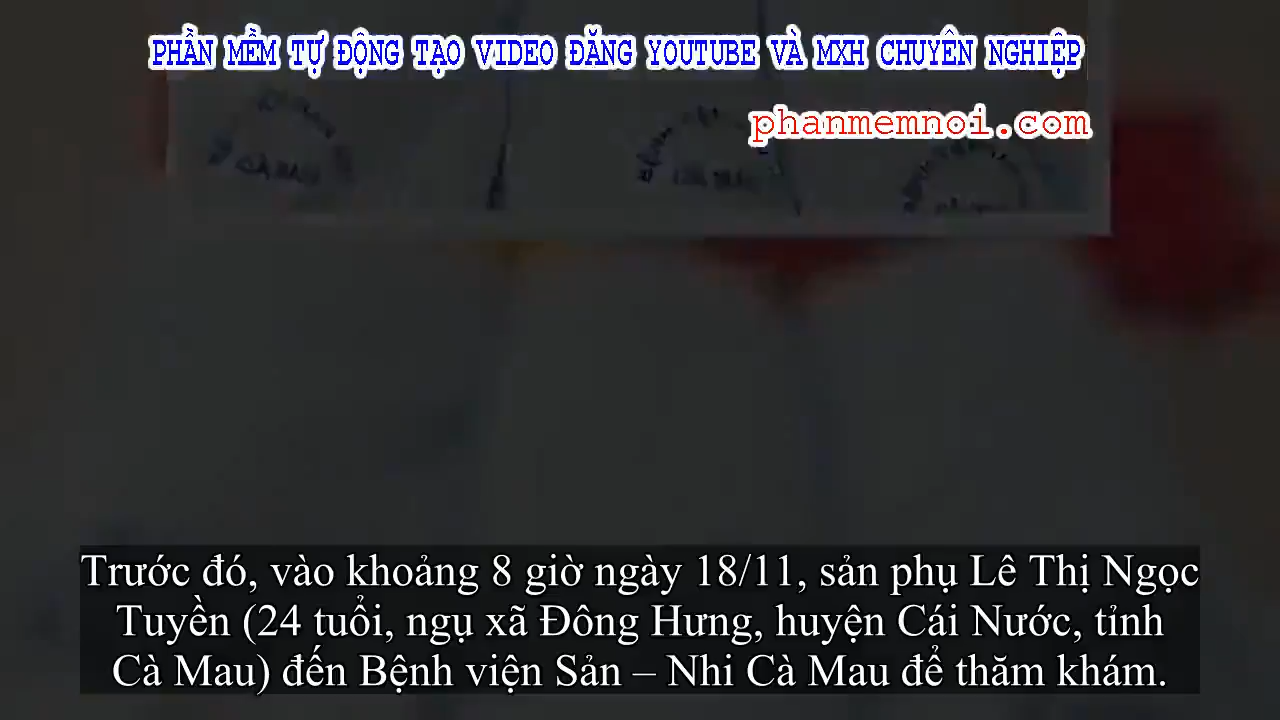 PHẦN MỀM TỰ ĐỘNG TẠO VIDEO ĐĂNG YOUTUBE VÀ MXH CHUYÊN NGHIỆP
phanmemnoi.com
CÀ MAU
Trước đó, vào khoảng 8 giờ ngày 18/11, sản phụ Lê Thị Ngọc
Tuyền (24 tuổi, ngụ xã Đông Hưng, huyện Cái Nước, tỉnh
Cà Mau) đến Bệnh viện Sản – Nhi Cà Mau để thăm khám.